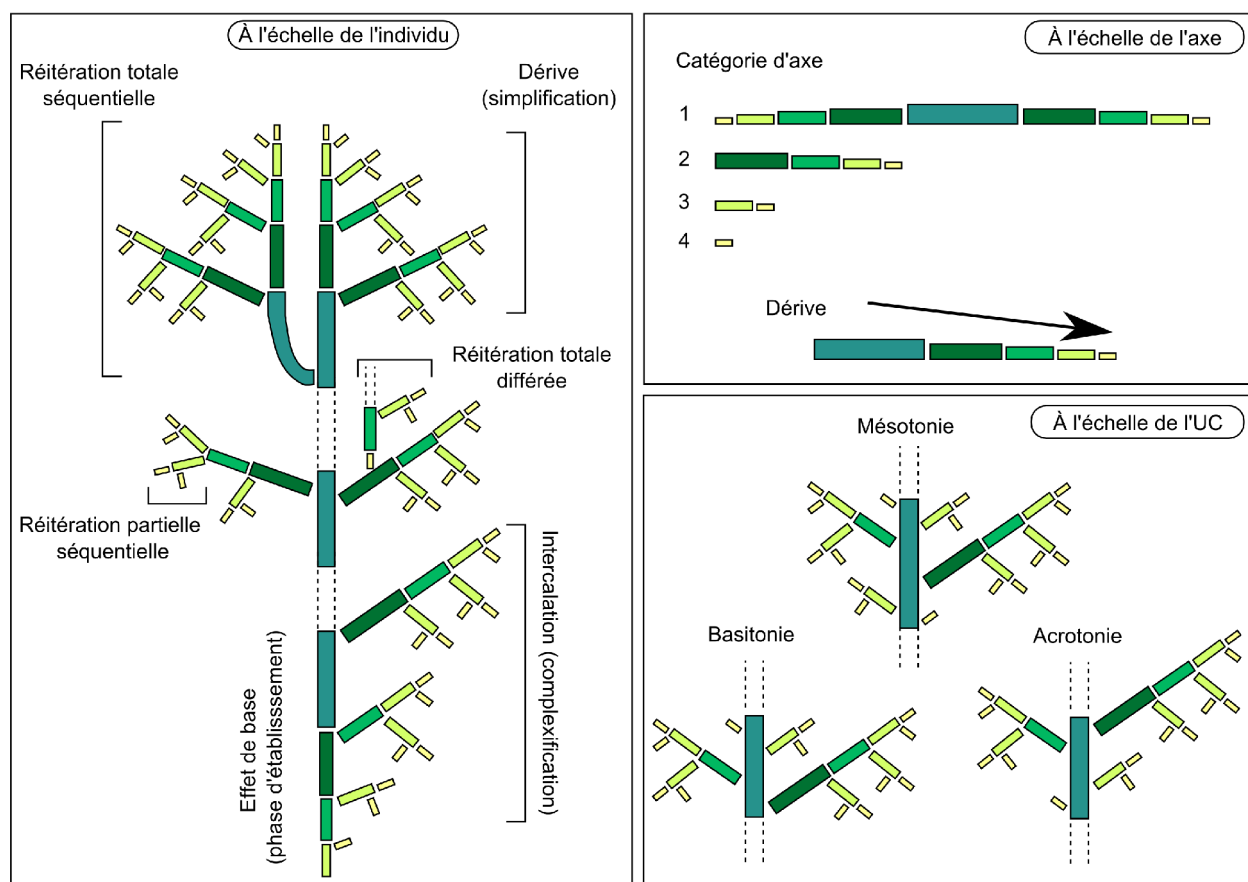 À l'échelle de l'individu
Réitération totale
séquentielle
Dérive
(simplification)
Réitération totale
différée
Réitération partielle
séquentielle
Intercalation (complexification)
Effet de base
(phase d'établisssement)
À l'échelle de l'axe
Catégorie d'axe
1
2
3
4
Dérive
À l'échelle de l'UC
Mésotonie
Basitonie
Acrotonie